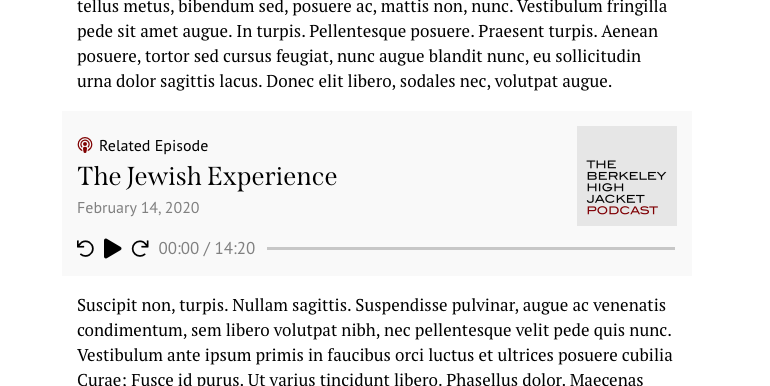 tellus metus, bibendum sed, posuere ac, mattis non, nunc. Vestibulum fringilla
pede sit amet augue. In turpis. Pellentesque posuere. Praesent turpis. Aenean
posuere, tortor sed cursus feugiat, nunc augue blandit nunc, eu sollicitudin
urna dolor sagittis lacus. Donec elit libero, sodales nec, volutpat augue.
Related Episode
The Jewish Experience
February 14, 2020
00:00 / 14:20
THE
BERKELEY
HIGH
JACKET
PODCAST
Suscipit non, turpis. Nullam sagittis. Suspendisse pulvinar, augue ac venenatis
condimentum, sem libero volutpat nibh, nec pellentesque velit pede quis nunc.
Vestibulum ante ipsum primis in faucibus orci luctus et ultrices posuere cubilia
Curae; Fusce id purus. Ut varius tincidunt libero. Phasellus dolor. Maecenas